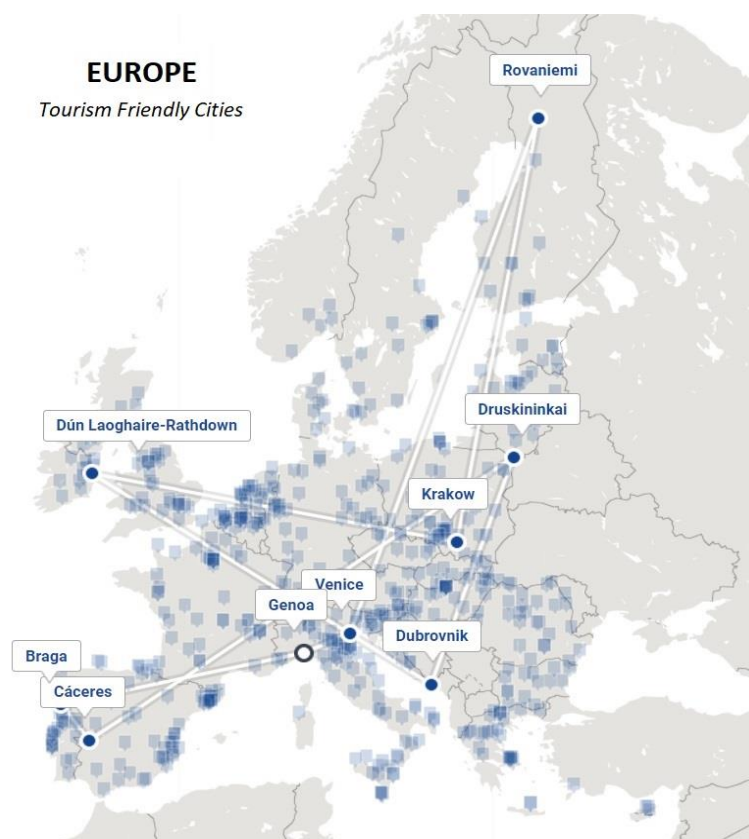 EUROPE
Tourism Friendly Cities
Rovaniemi
Druskininkai
Dún Laoghaire-Rathdown
Krakow
Venice
Genoa
Dubrovnik
Braga
Cáceres